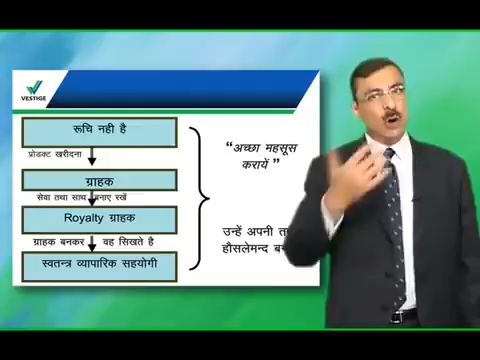 VESTIGE
रूचि नही है
प्रोडक्ट खरीदना
ग्राहक
सेवा तथा साथ बनाए रखें
Royalty ग्राहक
ग्राहक बनकर वह सिखते है
स्वतन्त्र व्यापारिक सहयोगी
“अच्छा महसूस
करायें ”
उन्हें अपनी
हौसलेमन्द